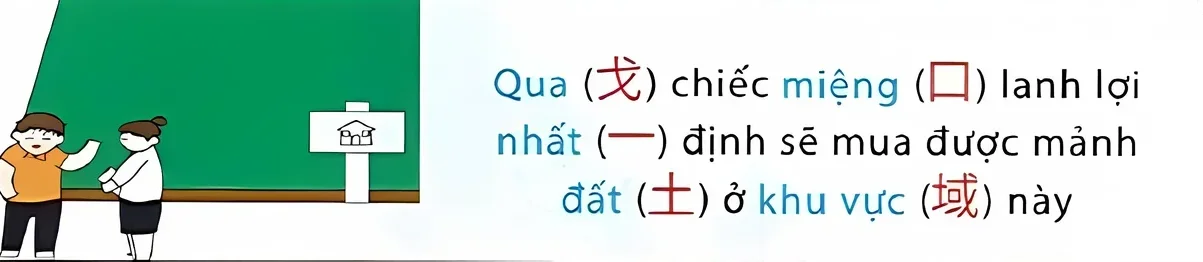 Qua (戈) chiếc miệng (口) lanh lợi
nhất (一) định sẽ mua được mảnh
đất (土) ở khu vực (域) này